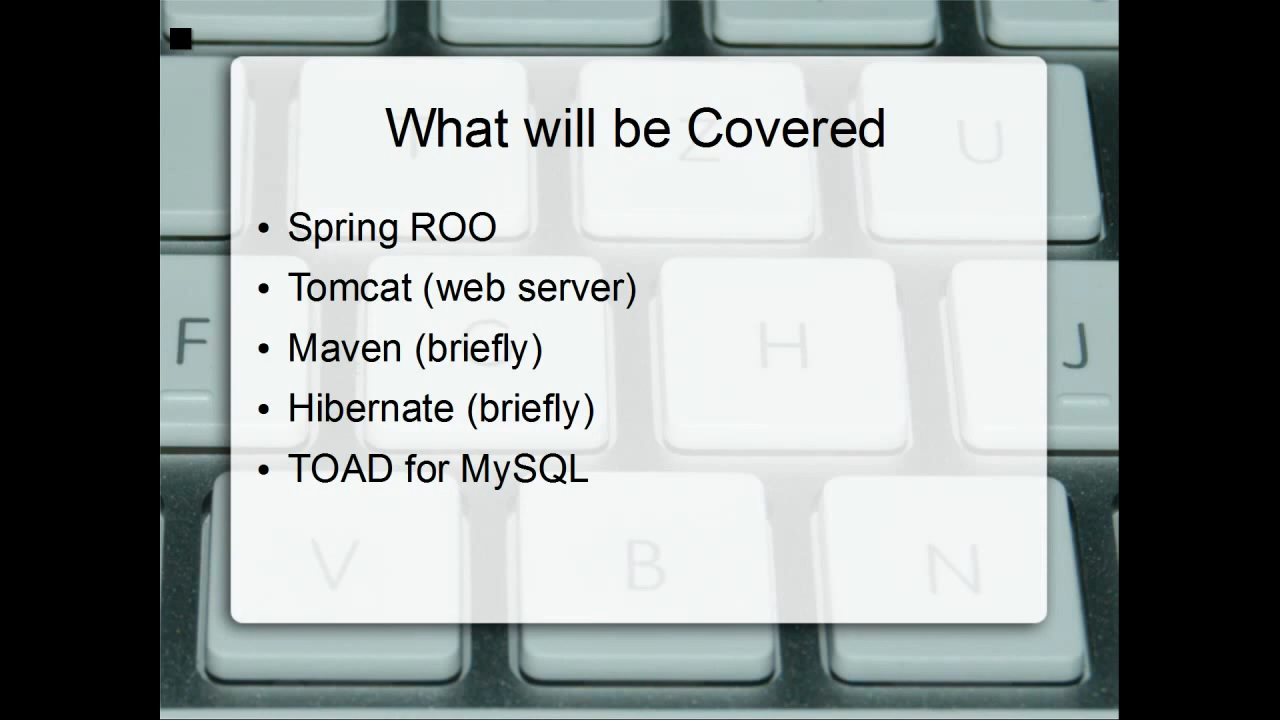 What will be Covered
• Spring ROO
• Tomcat (web server)
• Maven (briefly)
• Hibernate (briefly)
• TOAD for MySQL
Z U
F G H J
V B N